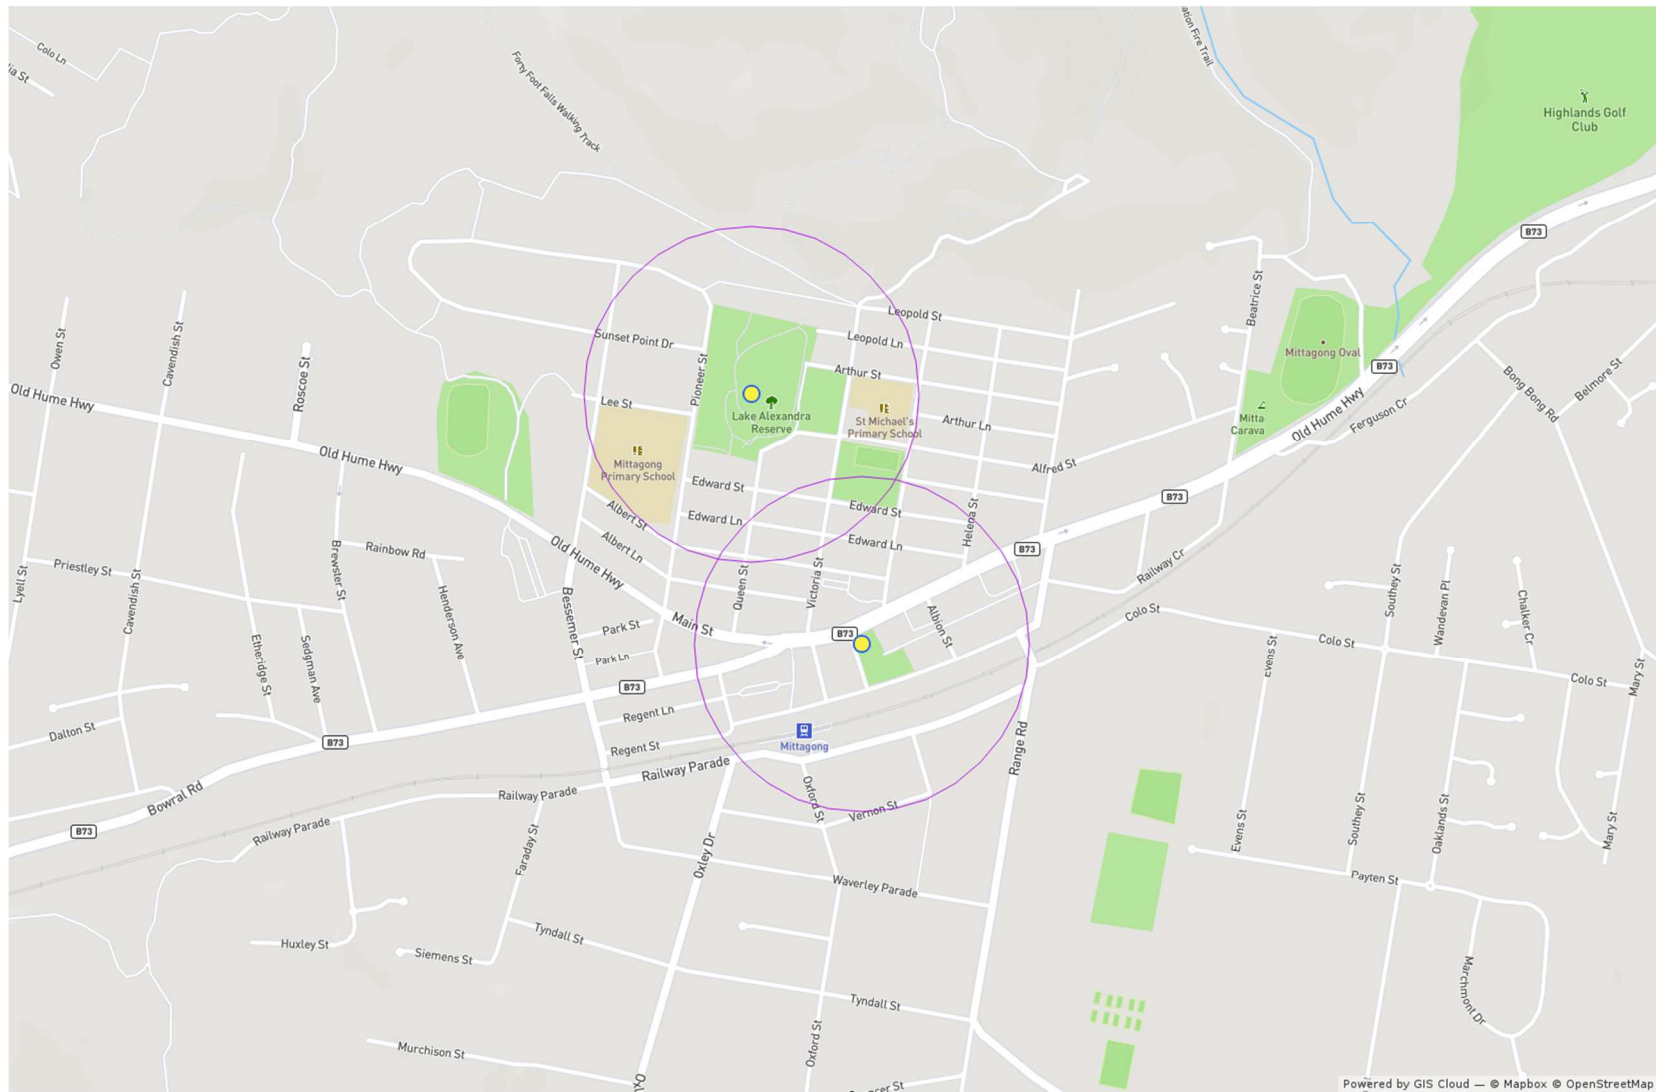 Colo Ln
ia St
Forty Foot Falls Walking Track
ation Fire Trail
Highlands Golf
Club
B73
Beatrice St
Leopold St
Sunset Point Dr
Leopold Ln
Mittagong Oval
Owen St
Cavendish St
Roscoe St
Pioneer St
Arthur St
B73
Bong Bong Rd
Belmore St
Old Hume Hwy
Lee St
Lake Alexandra
Reserve
St Michael's
Primary School
Arthur Ln
Mitta
Carava
Old Hume Hwy
Ferguson Cr
Old Hume Hwy
Mittagong
Primary School
Alfred St
Edward St
Edward St
B73
Albert St
Edward Ln
Edward Ln
Helena St
B73
Rainbow Rd
Albert Ln
Old Hume Hwy
Priestley St
Lyell St
Cavendish St
Brewster St
Henderson Ave
Bessemer St
Queen St
Victoria St
Railway Cr
Southey St
Wandevan Pl
Chalker Cr
Park St
Main St
B73
Albion St
Colo St
Colo St
Etheridge St
Sedgman Ave
Park Ln
Evens St
Colo St
Mary St
B73
Regent Ln
Dalton St
B73
Regent St
Mittagong
Range Rd
Railway Parade
Bowral Rd
Railway Parade
Oxford St
Vernon St
B73
Railway Parade
Faraday St
Oxley Dr
Evens St
Southey St
Oaklands St
Mary St
Waverley Parade
Payten St
Huxley St
Siemens St
Tyndall St
Tyndall St
Marchmont Dr
Murchison St
Oxford St
Oxl
ncer St
Powered by GIS Cloud — © Mapbox © OpenStreetMap